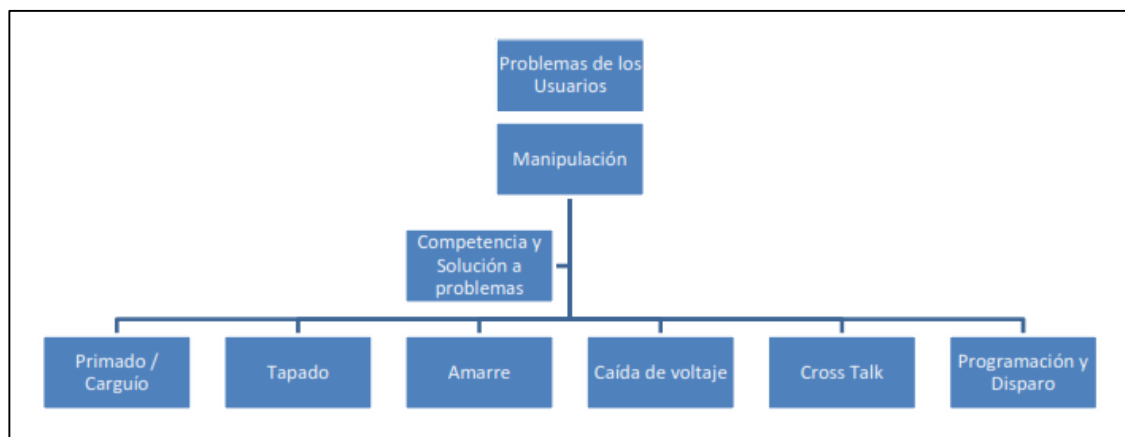 Problemas de los
Usuarios
Manipulación
Competencia y
Solución a
problemas
Primado /
Carguío
Tapado
Amarre
Caída de voltaje
Cross Talk
Programación y
Disparo